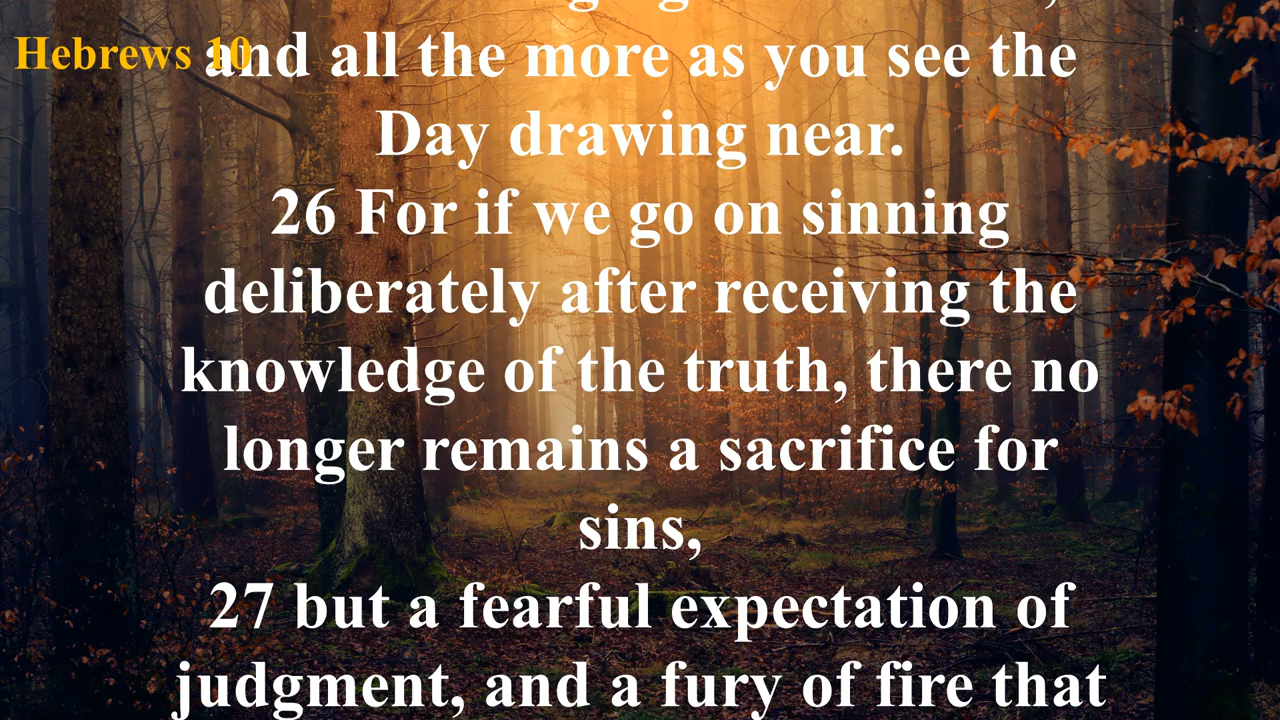 Hebrews 10
and all the more as you see the
Day drawing near.
26 For if we go on sinning
deliberately after receiving the
knowledge of the truth, there no
longer remains a sacrifice for
sins,
27 but a fearful expectation of
judgment, and a fury of fire that